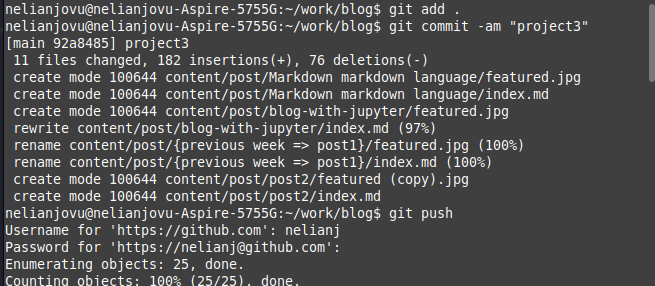 nelianjovu@nelianjovu-Aspire-5755G:~/work/blog$ git add .
nelianjovu@nelianjovu-Aspire-5755G:~/work/blog$ git commit -am "project3"
[main 92a8485] project3
 11 files changed, 182 insertions(+), 76 deletions(-)
 create mode 100644 content/post/Markdown markdown language/featured.jpg
 create mode 100644 content/post/Markdown markdown language/index.md
 create mode 100644 content/post/blog-with-jupyter/featured.jpg
 rewrite content/post/blog-with-jupyter/index.md (97%)
 rename content/post/{previous week => post1}/featured.jpg (100%)
 rename content/post/{previous week => post1}/index.md (100%)
 create mode 100644 content/post/post2/featured (copy).jpg
 create mode 100644 content/post/post2/index.md
nelianjovu@nelianjovu-Aspire-5755G:~/work/blog$ git push
Username for 'https://github.com': nelianj
Password for 'https://nelianj@github.com':
Enumerating objects: 25, done.
Counting objects: 100% (25/25), done.